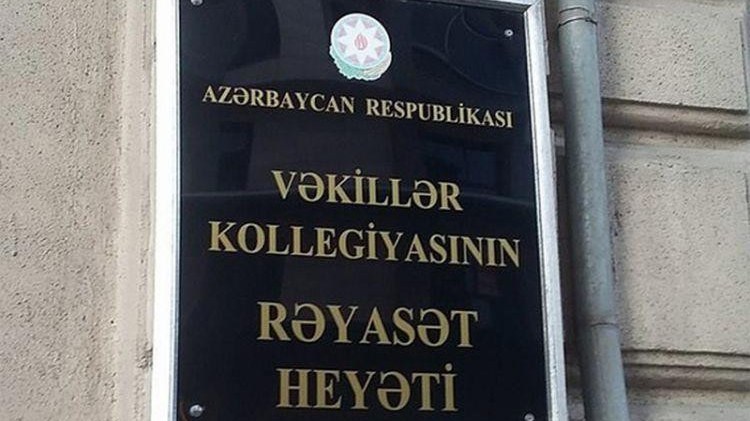 AZƏRBAYCAN RESPUBLİKASI
VƏKİLLƏR
KOLLEGİYASININ
RƏYASƏT
HEYƏTİ